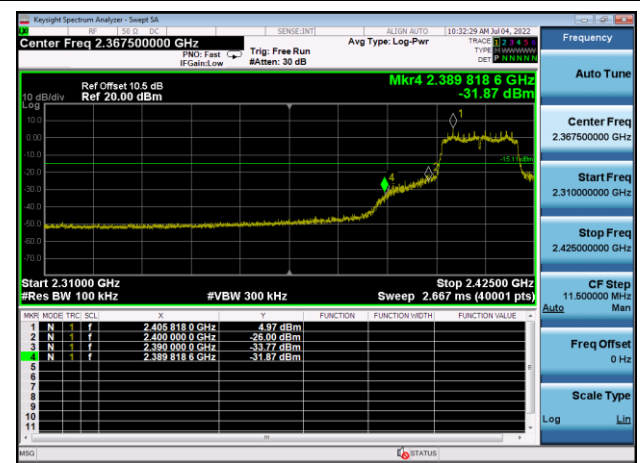 Keysight Spectrum Analyzer - Swept SA
RF 50 Ω DC SENSE:INT ALIGN AUTO 10:32:29 AM Jul 04, 2022
Center Freq 2.367500000 GHz
PNO: Fast
IFGain:Low
Trig: Free Run
#Atten: 30 dB
Avg Type: Log-Pwr
TRACE 1 2 3 4 5 6
TYPE M WWWWW
DET P N N N N N
Ref Offset 10.5 dB
10 dB/div Ref 20.00 dBm
Log
Mkr4 2.389 818 6 GHz
-31.87 dBm
10.0
0.00
-10.0
-20.0
-30.0
-40.0
-50.0
-60.0
-70.0
1
4
-15.11 dBm
Start 2.31000 GHz Stop 2.42500 GHz
#Res BW 100 kHz #VBW 300 kHz Sweep 2.667 ms (40001 pts)
MKR MODE TRC SCL X Y FUNCTION FUNCTION WIDTH FUNCTION VALUE
1 N 1 f 2.405 818 0 GHz 4.97 dBm
2 N 1 f 2.400 000 0 GHz -26.00 dBm
3 N 1 f 2.390 000 0 GHz -33.77 dBm
4 N 1 f 2.389 818 6 GHz -31.87 dBm
5
6
7
8
9
10
11
MSG STATUS
Frequency
Auto Tune
Center Freq
2.367500000 GHz
Start Freq
2.310000000 GHz
Stop Freq
2.425000000 GHz
CF Step
11.500000 MHz
Auto Man
Freq Offset
0 Hz
Scale Type
Log Lin